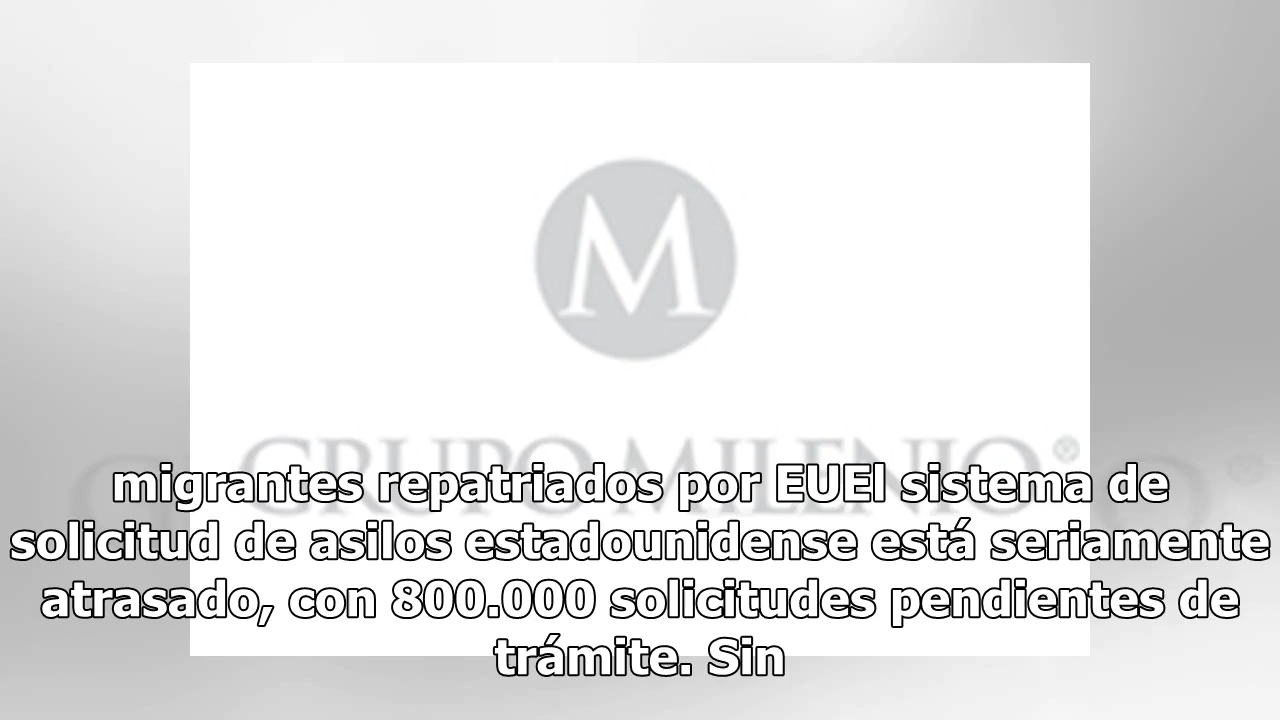 M
GRUPO MILENIO®
migrantes repatriados por EUEl sistema de
solicitud de asilos estadounidense está seriamente
atrasado, con 800.000 solicitudes pendientes de
trámite. Sin